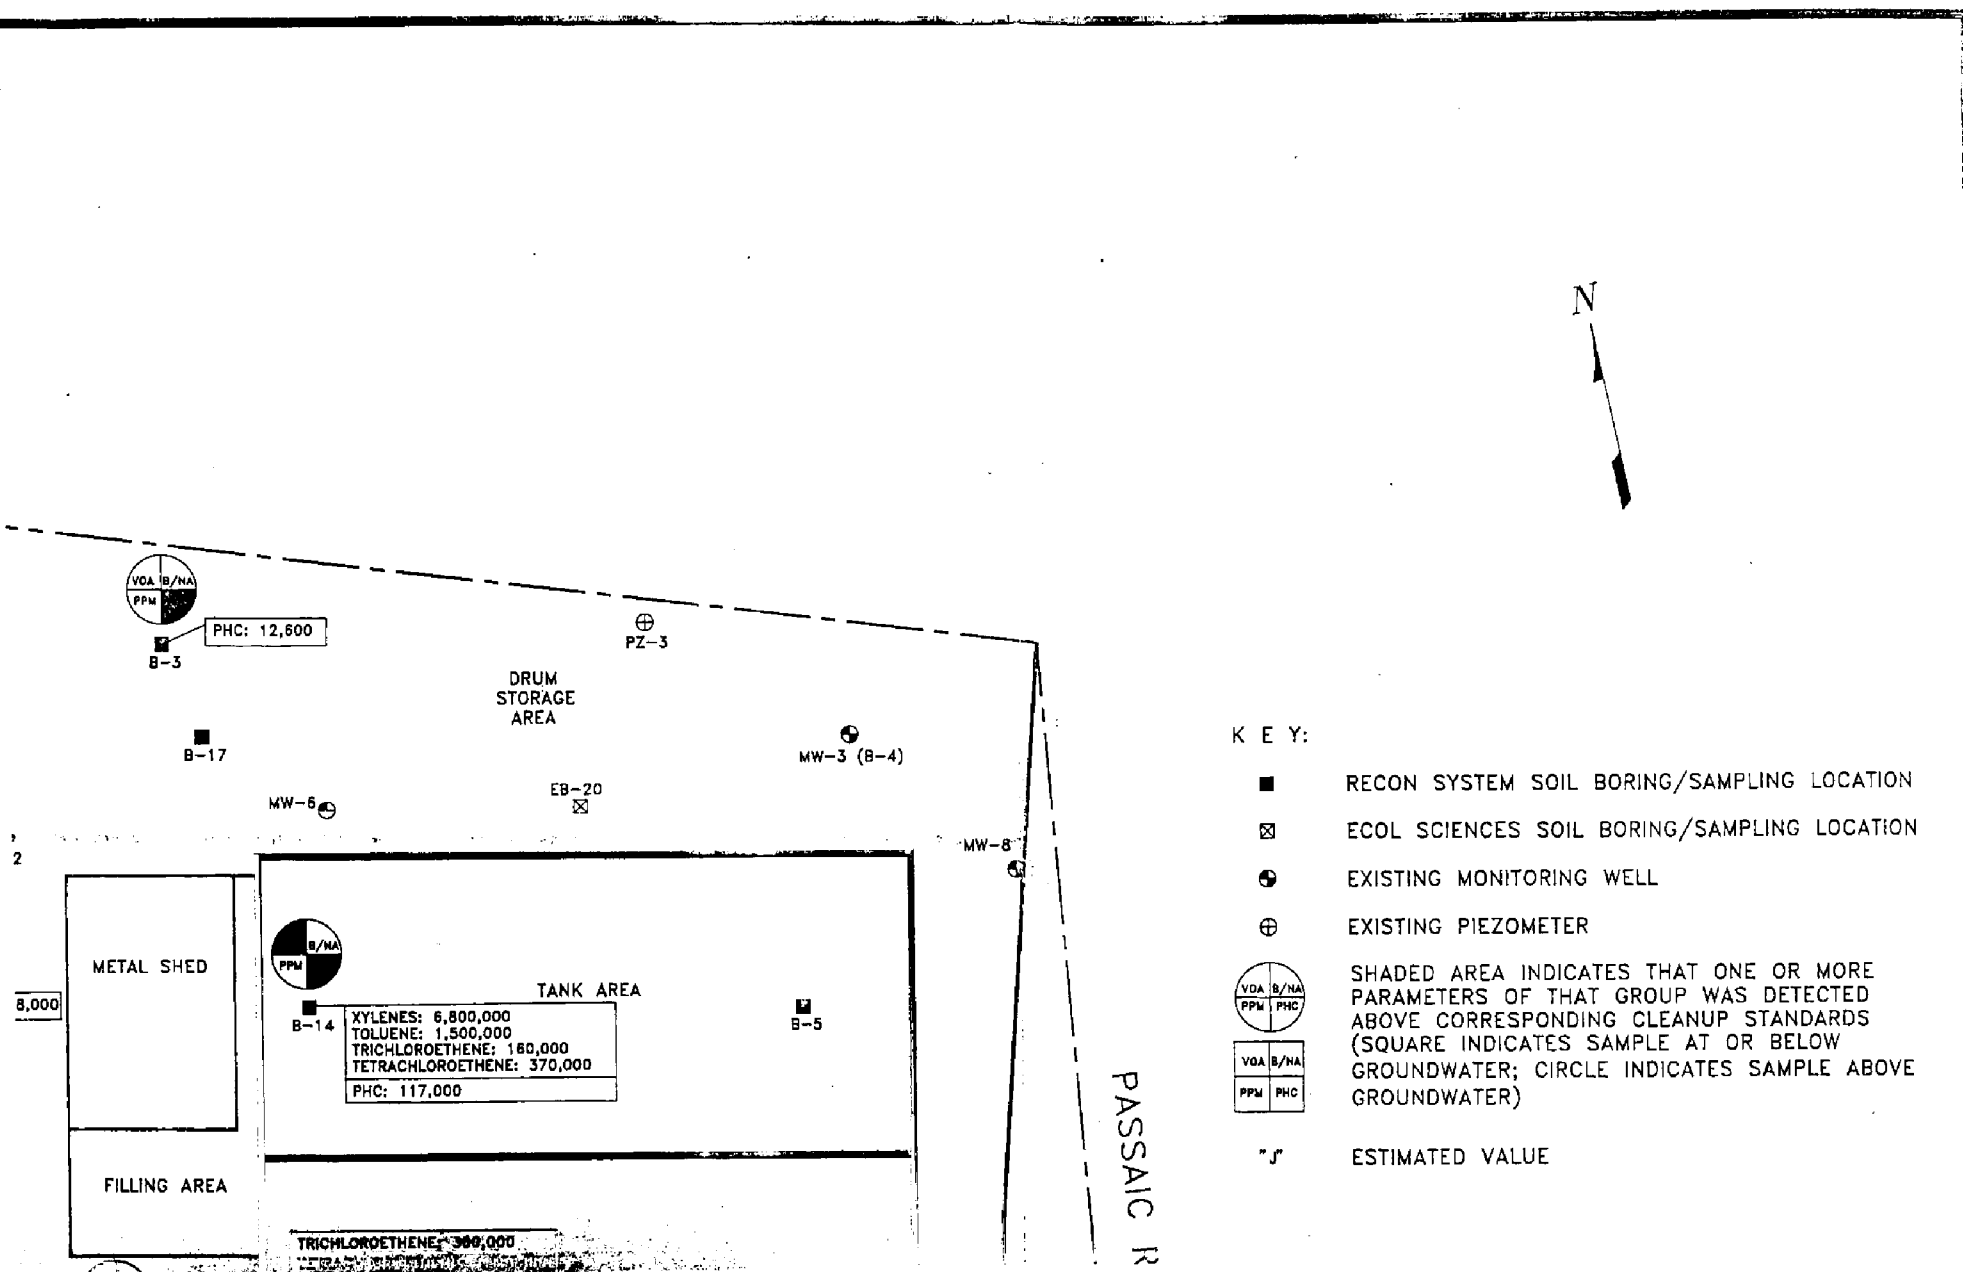 N
VOA B/NA
PPM
PHC: 12,600
B-3
PZ-3
DRUM
STORAGE
AREA
B-17
MW-3 (B-4)
MW-6
EB-20
2
MW-8
METAL SHED
8,000
B/NA
PPM
TANK AREA
B-14
XYLENES: 6,800,000
TOLUENE: 1,500,000
TRICHLOROETHENE: 160,000
TETRACHLOROETHENE: 370,000
PHC: 117,000
B-5
FILLING AREA
TRICHLOROETHENE: 300,000
PASSAIC R
K E Y:
RECON SYSTEM SOIL BORING/SAMPLING LOCATION
ECOL SCIENCES SOIL BORING/SAMPLING LOCATION
EXISTING MONITORING WELL
EXISTING PIEZOMETER
VOA B/NA
PPM PHC
SHADED AREA INDICATES THAT ONE OR MORE
PARAMETERS OF THAT GROUP WAS DETECTED
ABOVE CORRESPONDING CLEANUP STANDARDS
(SQUARE INDICATES SAMPLE AT OR BELOW
GROUNDWATER; CIRCLE INDICATES SAMPLE ABOVE
GROUNDWATER)
VOA B/NA
PPM PHC
"J" ESTIMATED VALUE